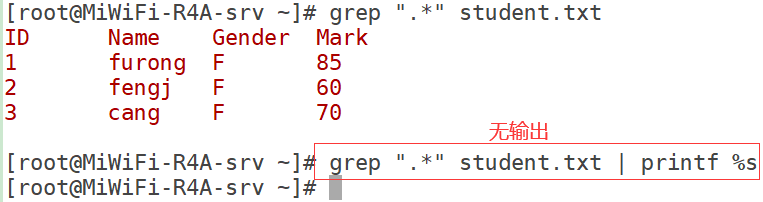 [root@MiWiFi-R4A-srv ~]# grep ".*" student.txt
ID      Name    Gender  Mark
1       furong  F       85
2       fengj   F       60
3       cang    F       70
无输出
[root@MiWiFi-R4A-srv ~]# grep ".*" student.txt | printf %s
[root@MiWiFi-R4A-srv ~]#